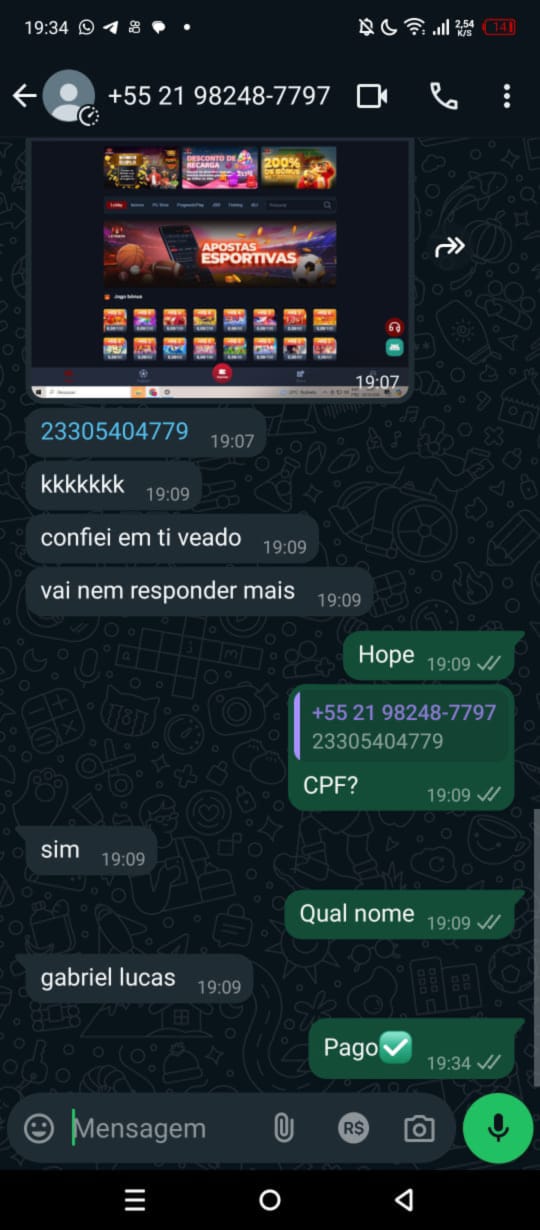 19:34
2,54
K/S
14
+55 21 98248-7797
DESCONTO DE
RECARGA
200%
DE BÔNUS
Lobby
APOSTAS
ESPORTIVAS
Jogo bônus
19:07
23305404779 19:07
kkkkkkk 19:09
confiei em ti veado 19:09
vai nem responder mais 19:09
Hope 19:09
+55 21 98248-7797
23305404779
CPF? 19:09
sim 19:09
Qual nome 19:09
gabriel lucas 19:09
Pago✅ 19:34
Mensagem
R$